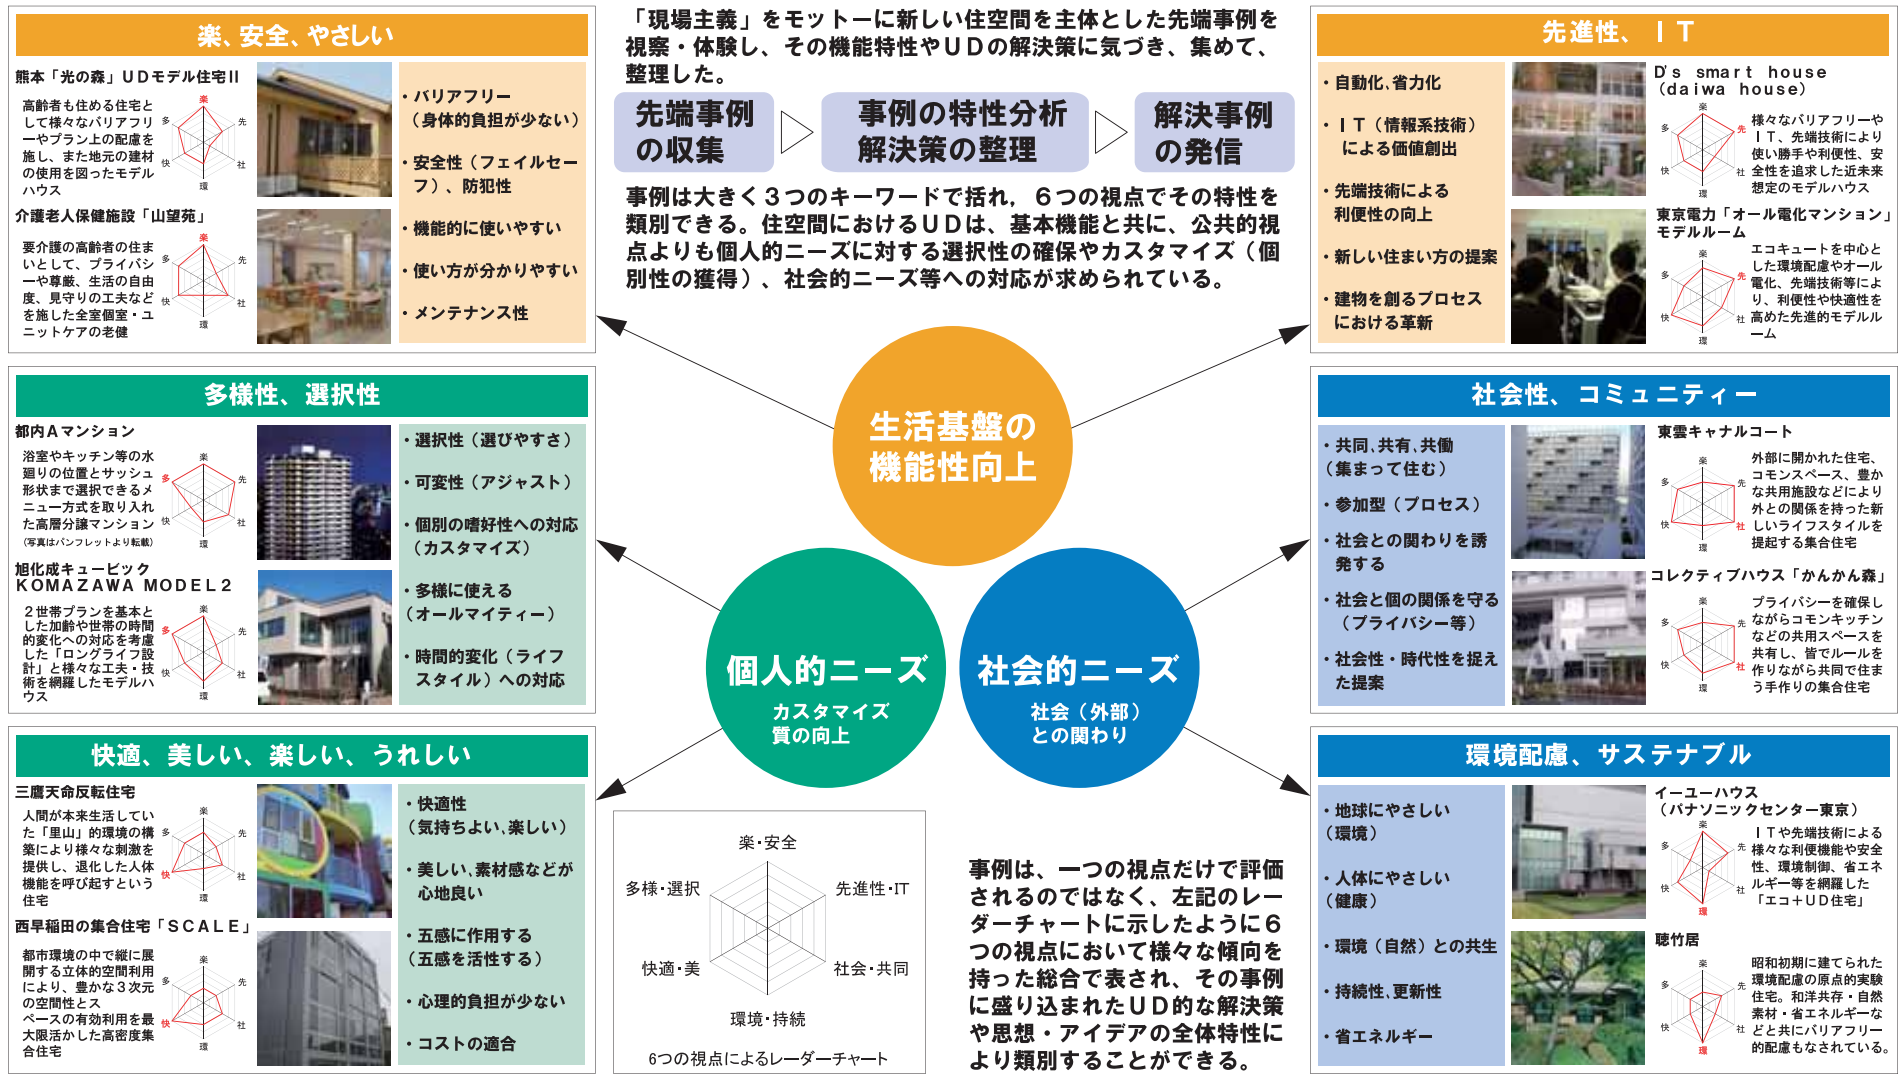 楽、安全、やさしい
熊本「光の森」ＵＤモデル住宅Ⅱ
高齢者も住める住宅と
して様々なバリアフリ
ーやプラン上の配慮を
施し、また地元の建材
の使用を図ったモデル
ハウス
楽
先
社
環
快
多
介護老人保健施設「山望苑」
要介護の高齢者の住ま
いとして、プライバシ
ーや尊厳、生活の自由
度、見守りの工夫など
を施した全室個室・ユ
ニットケアの老健
楽
先
社
環
快
多
・バリアフリー
（身体的負担が少ない）
・安全性（フェイルセー
フ）、防犯性
・機能的に使いやすい
・使い方が分かりやすい
・メンテナンス性
多様性、選択性
都内Ａマンション
浴室やキッチン等の水
廻りの位置とサッシュ
形状まで選択できるメ
ニュー方式を取り入れ
た高層分譲マンション
（写真はパンフレットより転載）
楽
先
社
環
快
多
旭化成キュービック
ＫＯＭＡＺＡＷＡ ＭＯＤＥＬ２
２世帯プランを基本と
した加齢や世帯の時間
的変化への対応を考慮
した「ロングライフ設
計」と様々な工夫・技
術を網羅したモデルハ
ウス
楽
先
社
環
快
多
・選択性（選びやすさ）
・可変性（アジャスト）
・個別の嗜好性への対応
（カスタマイズ）
・多様に使える
（オールマイティー）
・時間的変化（ライフ
スタイル）への対応
快適、美しい、楽しい、うれしい
三鷹天命反転住宅
人間が本来生活してい
た「里山」的環境の構
築により様々な刺激を
提供し、退化した人体
機能を呼び起すという
住宅
楽
先
社
環
快
多
西早稲田の集合住宅「ＳＣＡＬＥ」
都市環境の中で縦に展
開する立体的空間利用
により、豊かな３次元
の空間性とス
ペースの有効利用を最
大限活かした高密度集
合住宅
楽
先
社
環
快
多
・快適性
（気持ちよい、楽しい）
・美しい、素材感などが
心地良い
・五感に作用する
（五感を活性する）
・心理的負担が少ない
・コストの適合
「現場主義」をモットーに新しい住空間を主体とした先端事例を
視察・体験し、その機能特性やＵＤの解決策に気づき、集めて、
整理した。
先端事例
の収集
事例の特性分析
解決策の整理
解決事例
の発信
事例は大きく３つのキーワードで括れ，６つの視点でその特性を
類別できる。住空間におけるＵＤは、基本機能と共に、公共的視
点よりも個人的ニーズに対する選択性の確保やカスタマイズ（個
別性の獲得）、社会的ニーズ等への対応が求められている。
生活基盤の
機能性向上
個人的ニーズ
カスタマイズ
質の向上
社会的ニーズ
社会（外部）
との関わり
楽・安全
先進性・IT
社会・共同
環境・持続
快適・美
多様・選択
6つの視点によるレーダーチャート
事例は、一つの視点だけで評価
されるのではなく、左記のレー
ダーチャートに示したように６
つの視点において様々な傾向を
持った総合で表され、その事例
に盛り込まれたＵＤ的な解決策
や思想・アイデアの全体特性に
より類別することができる。
先進性、ＩＴ
・自動化、省力化
・ＩＴ（情報系技術）
による価値創出
・先端技術による
利便性の向上
・新しい住まい方の提案
・建物を創るプロセス
における革新
D's smart house
（daiwa house）
様々なバリアフリーや
ＩＴ、先端技術により
使い勝手や利便性、安
全性を追求した近未来
想定のモデルハウス
楽
先
社
環
快
多
東京電力「オール電化マンション」
モデルルーム
エコキュートを中心と
した環境配慮やオール
電化、先端技術等によ
り、利便性や快適性を
高めた先進的モデルル
ーム
楽
先
社
環
快
多
社会性、コミュニティー
・共同、共有、共働
（集まって住む）
・参加型（プロセス）
・社会との関わりを誘
発する
・社会と個の関係を守る
（プライバシー等）
・社会性・時代性を捉え
た提案
東雲キャナルコート
外部に開かれた住宅、
コモンスペース、豊か
な共用施設などにより
外との関係を持った新
しいライフスタイルを
提起する集合住宅
楽
先
社
環
快
多
コレクティブハウス「かんかん森」
プライバシーを確保し
ながらコモンキッチン
などの共用スペースを
共有し、皆でルールを
作りながら共同で住ま
う手作りの集合住宅
楽
先
社
環
快
多
環境配慮、サステナブル
・地球にやさしい
（環境）
・人体にやさしい
（健康）
・環境（自然）との共生
・持続性、更新性
・省エネルギー
イーユーハウス
（パナソニックセンター東京）
ＩＴや先端技術による
様々な利便機能や安全
性、環境制御、省エネ
ルギー等を網羅した
「エコ＋ＵＤ住宅」
楽
先
社
環
快
多
聴竹居
昭和初期に建てられた
環境配慮の原点的実験
住宅。和洋共存・自然
素材・省エネルギーな
どと共にバリアフリー
的配慮もなされている。
楽
先
社
環
快
多